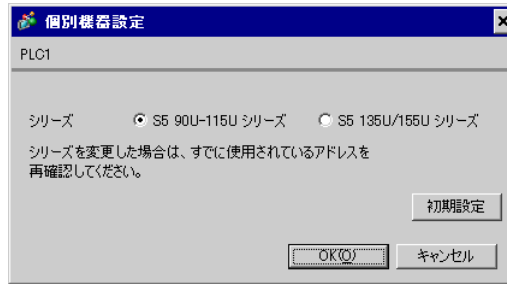 個別機器設定
PLC1
シリーズ S5 90U-115U シリーズ S5 135U/155U シリーズ
シリーズを変更した場合は、すでに使用されているアドレスを
再確認してください。
初期設定
OK(O) キャンセル